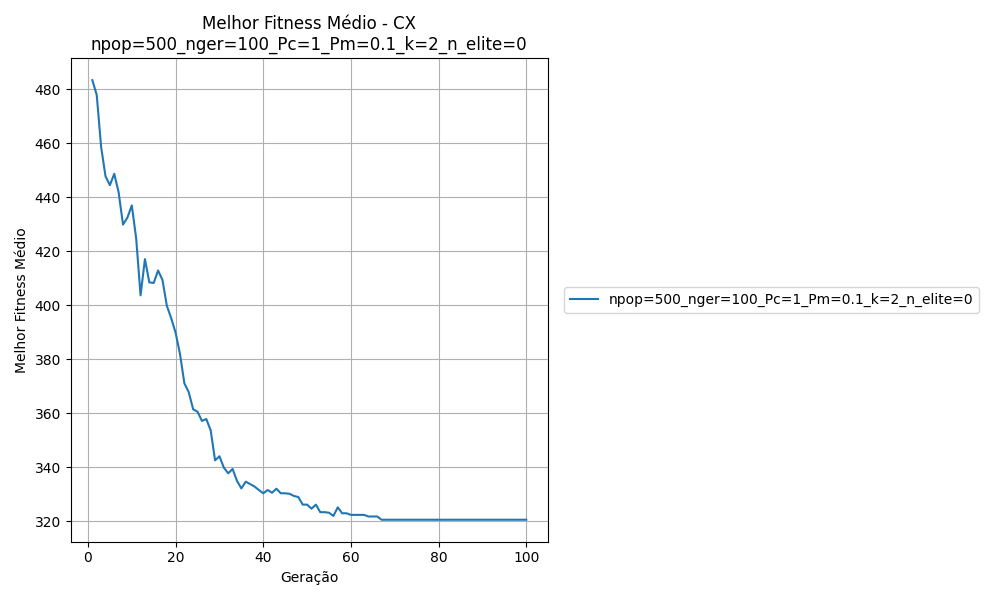 Melhor Fitness Médio - CX
npop=500_nger=100_Pc=1_Pm=0.1_k=2_n_elite=0
480
460
440
420
400
380
360
340
320
Melhor Fitness Médio
0 20 40 60 80 100
Geração
npop=500_nger=100_Pc=1_Pm=0.1_k=2_n_elite=0